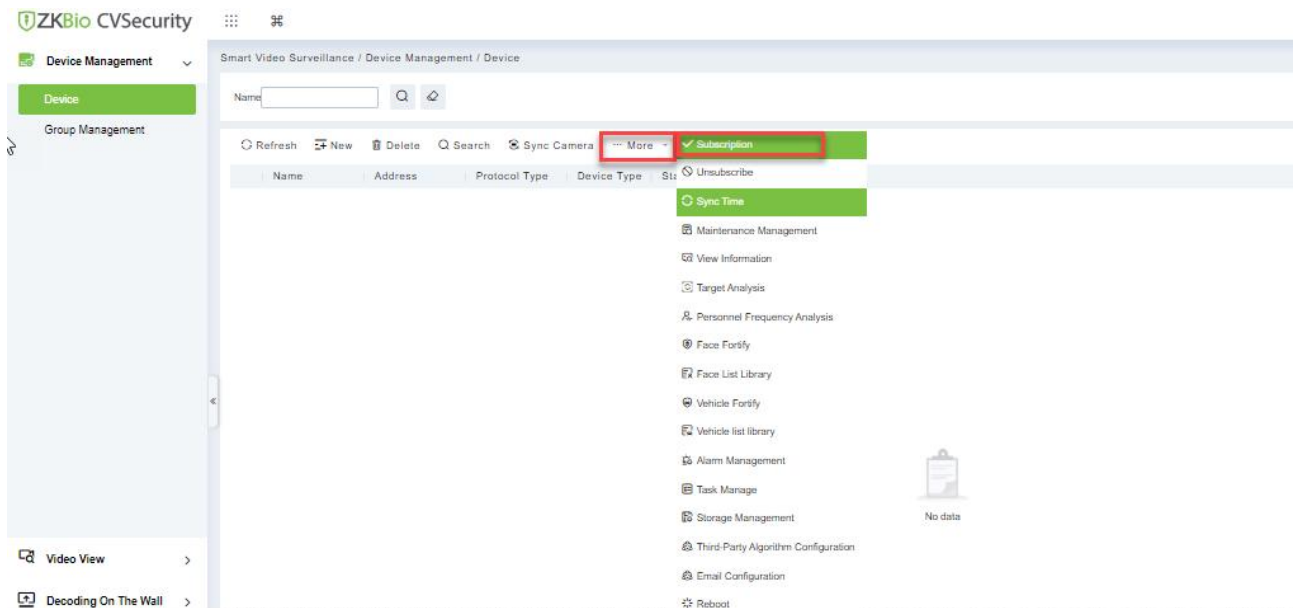 ZKBio CVSecurity
Device Management
Device
Group Management
Video View
Decoding On The Wall
Smart Video Surveillance / Device Management / Device
Name
Refresh New Delete Search Sync Camera More
Name Address Protocol Type Device Type
Subscription
Unsubscribe
Sync Time
Maintenance Management
View Information
Target Analysis
Personnel Frequency Analysis
Face Fortify
Face List Library
Vehicle Fortify
Vehicle list library
Alarm Management
Task Manage
Storage Management
Third-Party Algorithm Configuration
Email Configuration
Reboot
No data